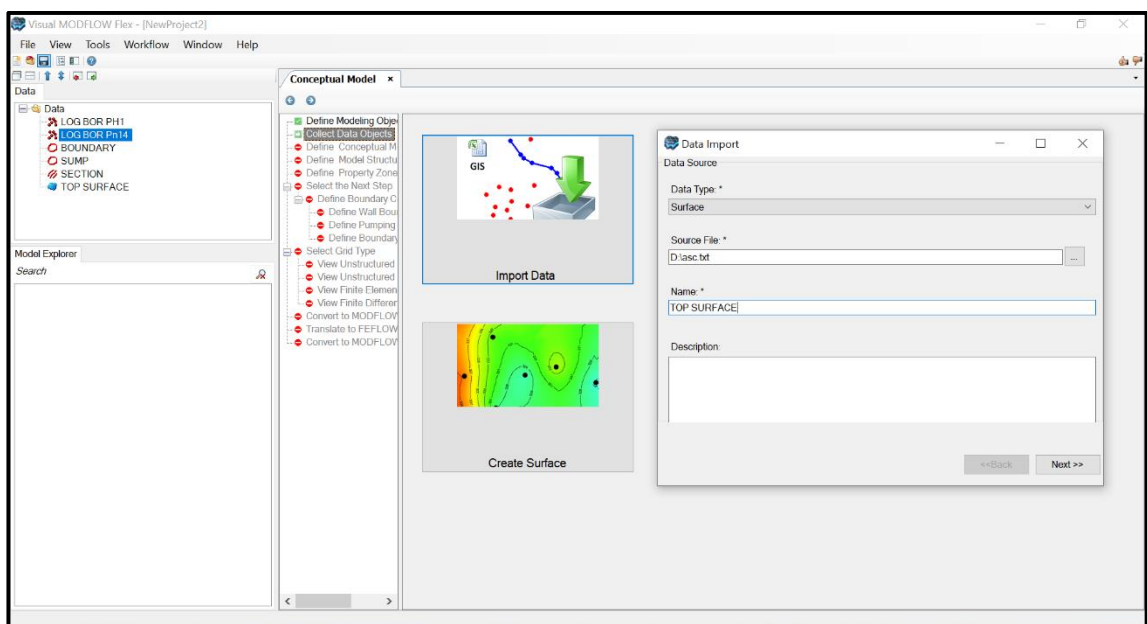 Visual MODFLOW Flex - [NewProject2]
File View Tools Workflow Window Help
Data
Data
LOG BOR PH1
LOG BOR Pn14
BOUNDARY
SUMP
SECTION
TOP SURFACE
Model Explorer
Search
Conceptual Model ×
Define Modeling Obje
Collect Data Objects
Define Conceptual M
Define Model Structu
Define Property Zone
Select the Next Step
Define Boundary C
Define Wall Bou
Define Pumping
Define Boundary
Select Grid Type
View Unstructured
View Unstructured
View Finite Elemen
View Finite Differen
Convert to MODFLOW
Translate to FEFLOW
Convert to MODFLOW
GIS
Import Data
Create Surface
Data Import
Data Source
Data Type: *
Surface
Source File: *
D:\asc.txt
...
Name: *
TOP SURFACE
Description:
<<Back Next >>